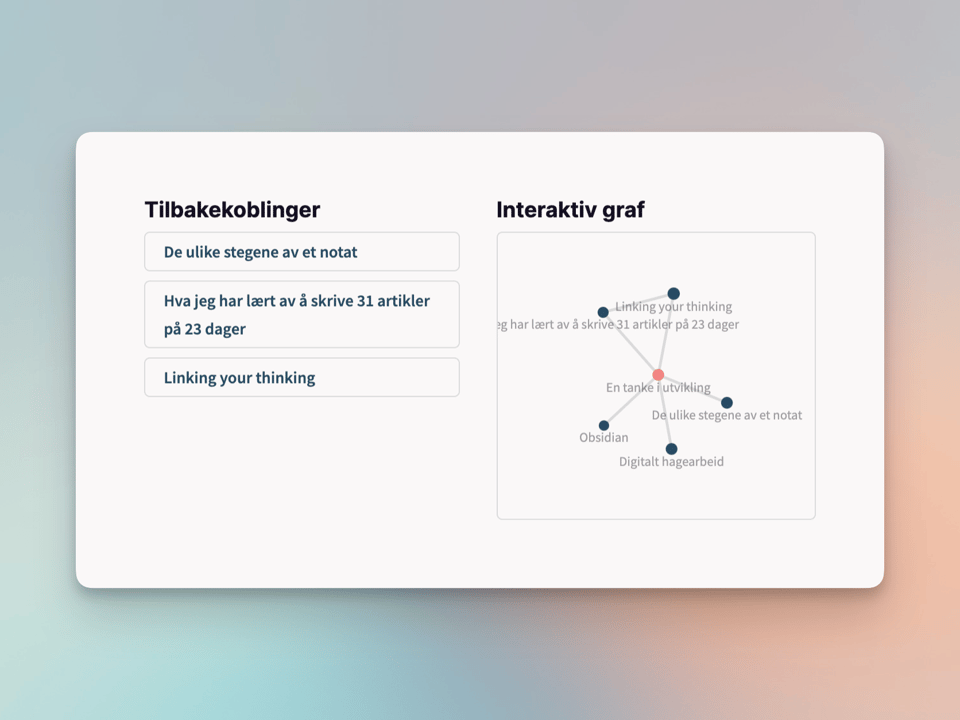 Tilbakekoblinger
De ulike stegene av et notat
Hva jeg har lært av å skrive 31 artikler
på 23 dager
Linking your thinking
Interaktiv graf
Linking your thinking
eg har lært av å skrive 31 artikler på 23 dager
En tanke i utvikling
De ulike stegene av et notat
Obsidian
Digitalt hagearbeid